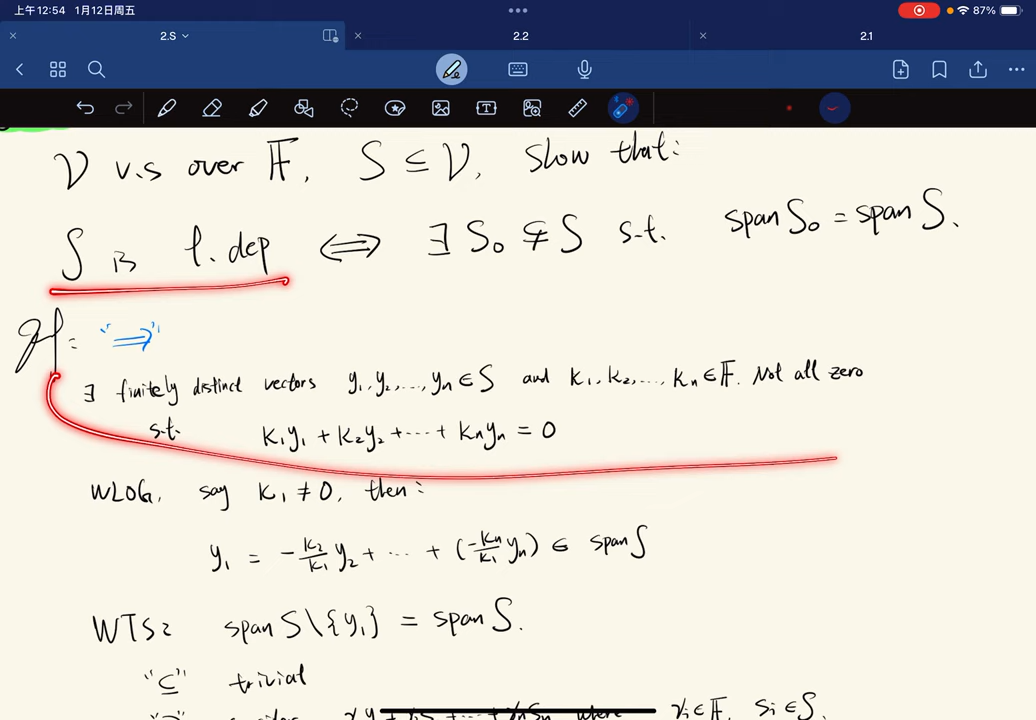 上午12:54 1月12日周五
87%
2.S
2.2
2.1
V v.s over 𝔽, S ⊆ V, Show that:
S is l. dep ⟺ ∃ S₀ ⊊ S s.t. span S₀ = span S.
pf: "⟹"
∃ finitely distinct vectors y₁, y₂, ..., yₙ ∈ S and k₁, k₂, ..., kₙ ∈ 𝔽. Not all zero
s.t. k₁y₁ + k₂y₂ + ... + kₙyₙ = 0
WLOG, say k₁ ≠ 0, then:
y₁ = -k₂/k₁ y₂ + ... + (-kₙ/k₁ yₙ) ∈ span S
WTS: span S\{y₁} = span S.
"⊆" trivial
where γᵢ ∈ 𝔽, sᵢ ∈ S.